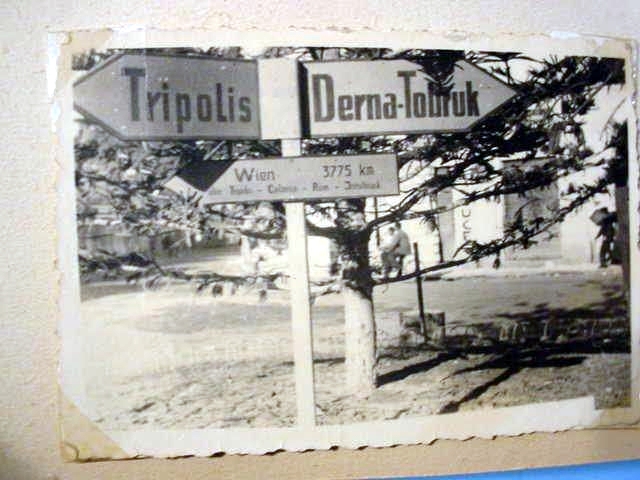 Tripolis
Derna-Tobruk
Wien 3775 km
Tripolis - Catania - Rom - Innsbruck